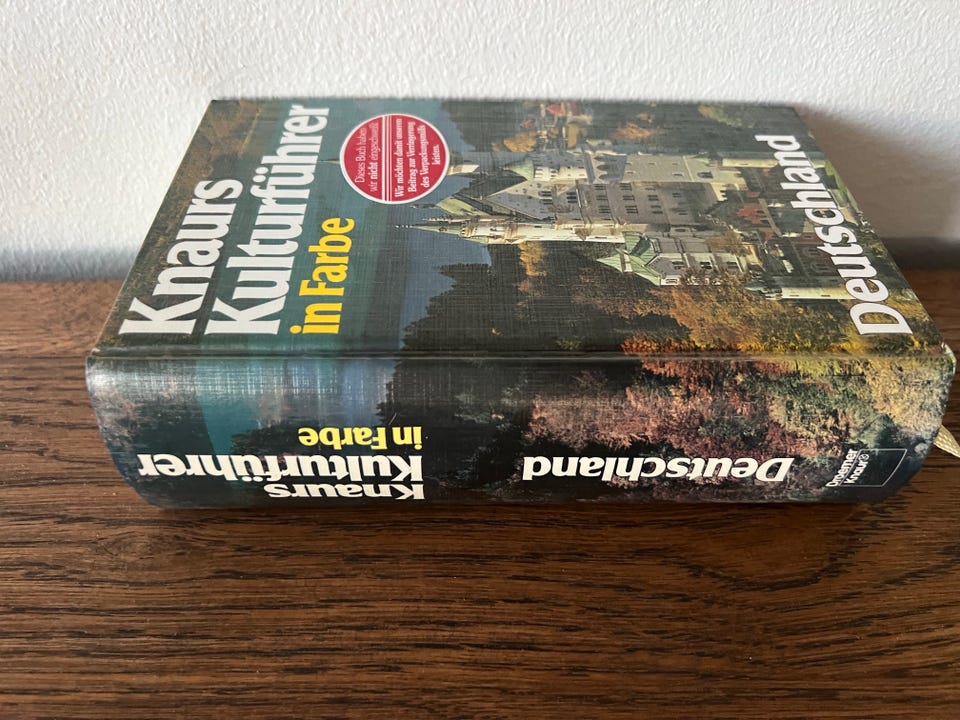 Knaurs
Kulturführer
in Farbe
Dieses Buch haben
wir nicht eingeschweißt
Wir möchten damit unseren
Beitrag zur Verringerung
des Verpackungsmülls
leisten.
Deutschland
Knaurs
Kulturführer
in Farbe
Deutschland
Droemer
Knaur®